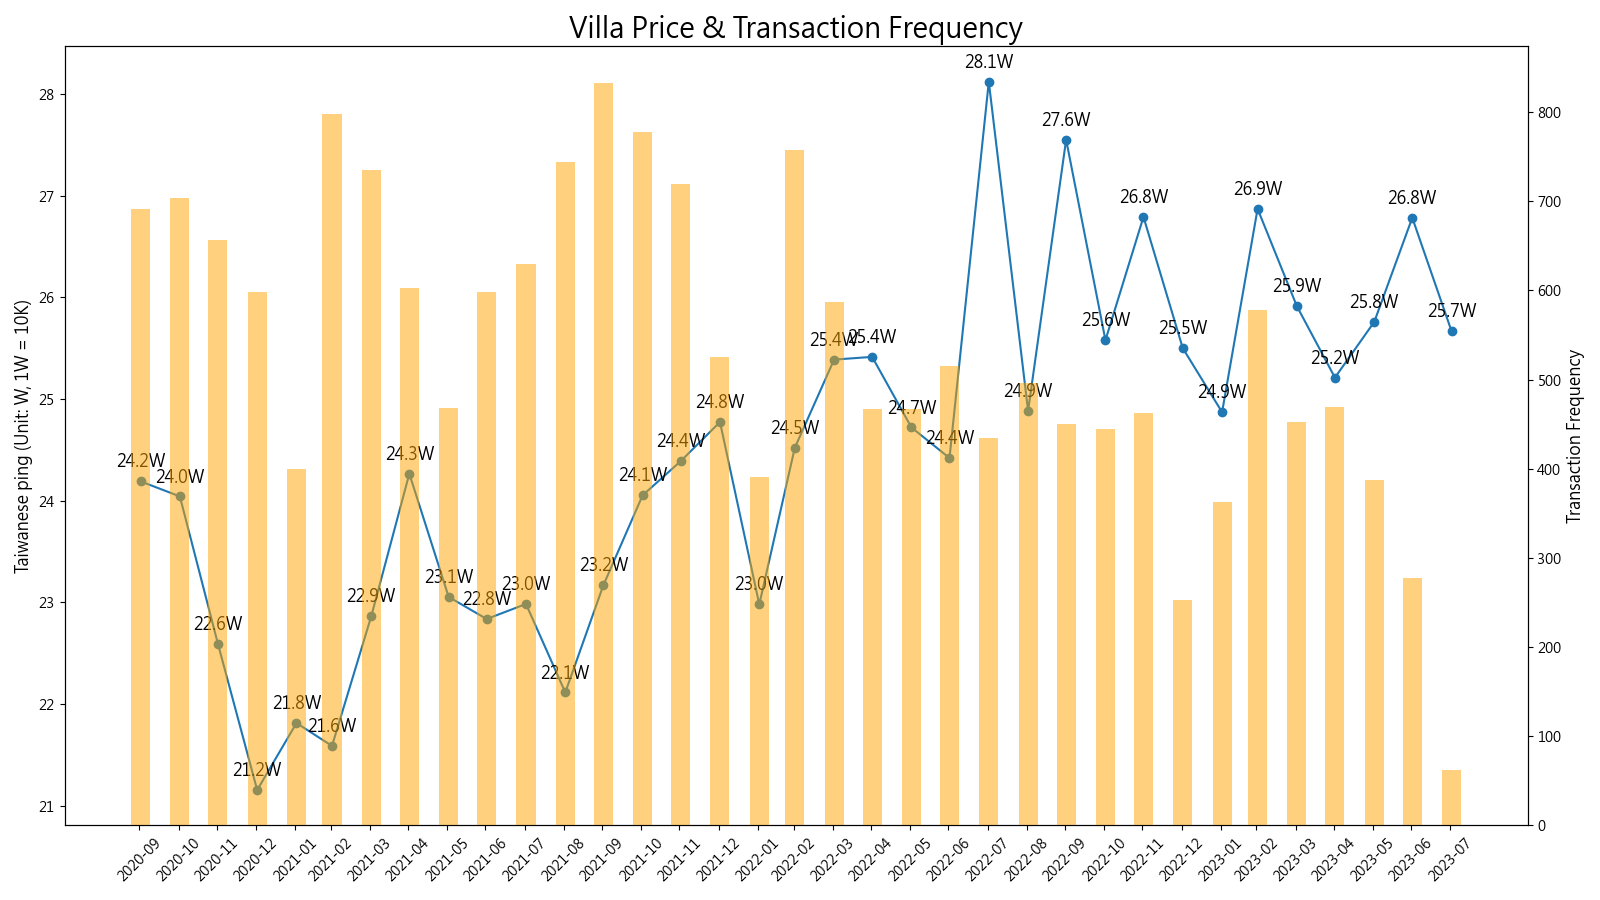 Villa Price & Transaction Frequency
Taiwanese ping (Unit: W, 1W = 10K)
28
27
26
25
24
23
22
21
24.2W
24.0W
22.6W
21.2W
21.8W
21.6W
22.9W
24.3W
23.1W
22.8W
23.0W
22.1W
23.2W
24.1W
24.4W
24.8W
23.0W
24.5W
25.4W
25.4W
24.7W
24.4W
28.1W
24.9W
27.6W
25.6W
26.8W
25.5W
24.9W
26.9W
25.9W
25.2W
25.8W
26.8W
25.7W
800
700
600
500
400
300
200
100
0
Transaction Frequency
2020-09
2020-10
2020-11
2020-12
2021-01
2021-02
2021-03
2021-04
2021-05
2021-06
2021-07
2021-08
2021-09
2021-10
2021-11
2021-12
2022-01
2022-02
2022-03
2022-04
2022-05
2022-06
2022-07
2022-08
2022-09
2022-10
2022-11
2022-12
2023-01
2023-02
2023-03
2023-04
2023-05
2023-06
2023-07